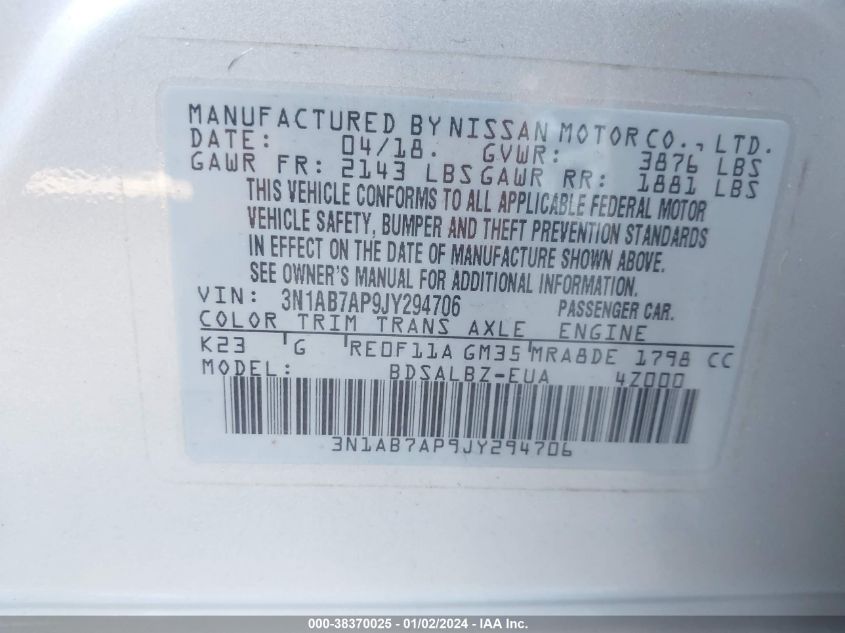 MANUFACTURED BY NISSAN MOTOR CO., LTD.
DATE: 04/18. GVWR: 3876 LBS
GAWR FR: 2143 LBS GAWR RR: 1881 LBS
THIS VEHICLE CONFORMS TO ALL APPLICABLE FEDERAL MOTOR
VEHICLE SAFETY, BUMPER AND THEFT PREVENTION STANDARDS
IN EFFECT ON THE DATE OF MANUFACTURE SHOWN ABOVE.
SEE OWNER'S MANUAL FOR ADDITIONAL INFORMATION.
VIN: 3N1AB7AP9JY294706 PASSENGER CAR.
COLOR TRIM TRANS AXLE ENGINE
K23 G RE0F11A GM35 MRA8DE 1798 CC
MODEL: BDSALBZ-EUA 4Z000
3N1AB7AP9JY294706
000-38370025 - 01/02/2024 - IAA Inc.